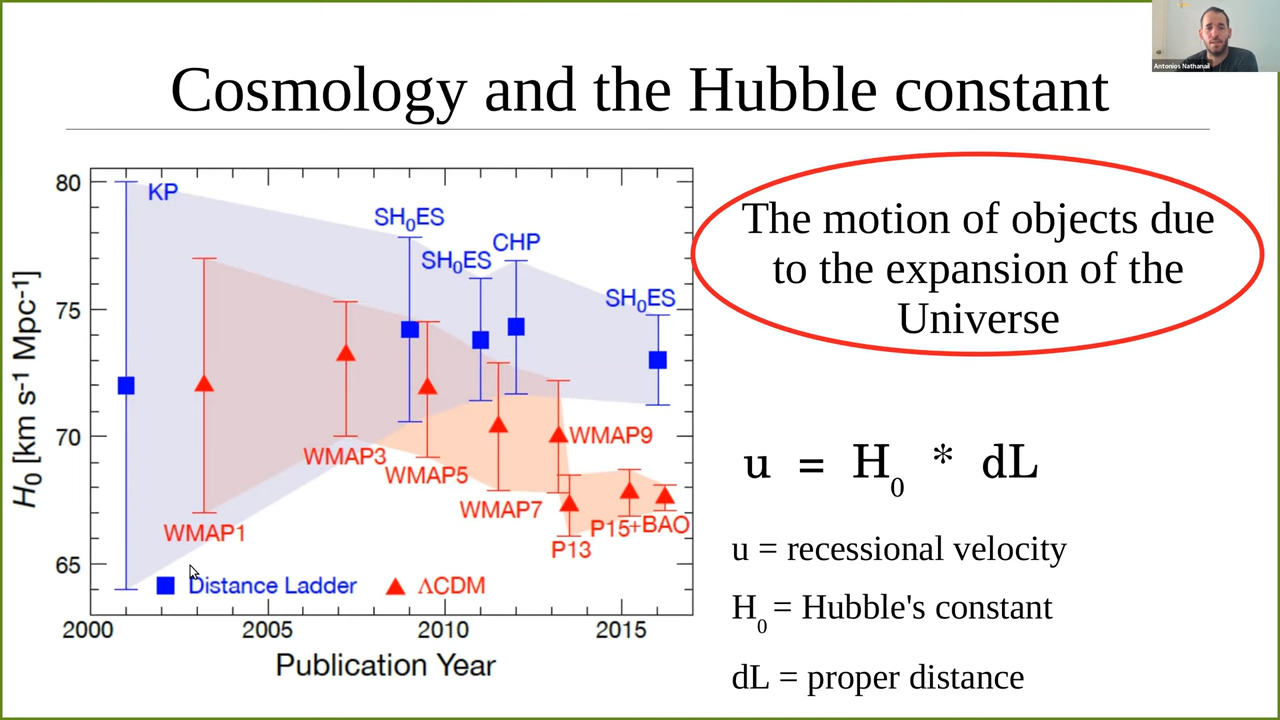 Antonios Nathanail
Cosmology and the Hubble constant
80
75
70
65
H0 [km s-1 Mpc-1]
KP
SH0ES
SH0ES
CHP
SH0ES
WMAP1
WMAP3
WMAP5
WMAP7
WMAP9
P13
P15+BAO
Distance Ladder
ΛCDM
2000
2005
2010
2015
Publication Year
The motion of objects due
to the expansion of the
Universe
u = H0 * dL
u = recessional velocity
H0 = Hubble's constant
dL = proper distance